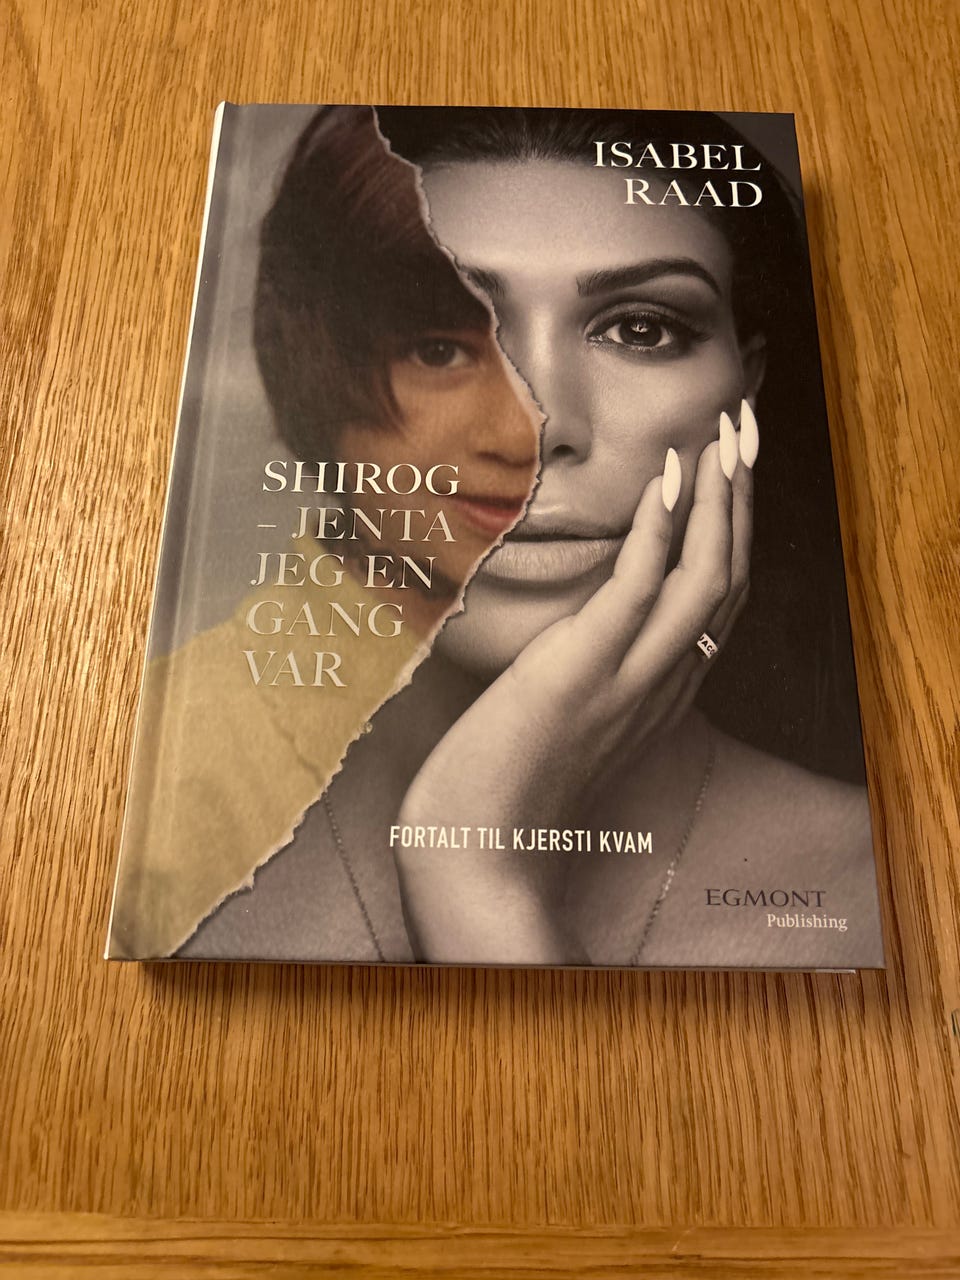 ISABEL
RAAD
SHIROG
– JENTA
JEG EN
GANG
VAR
FORTALT TIL KJERSTI KVAM
EGMONT
Publishing